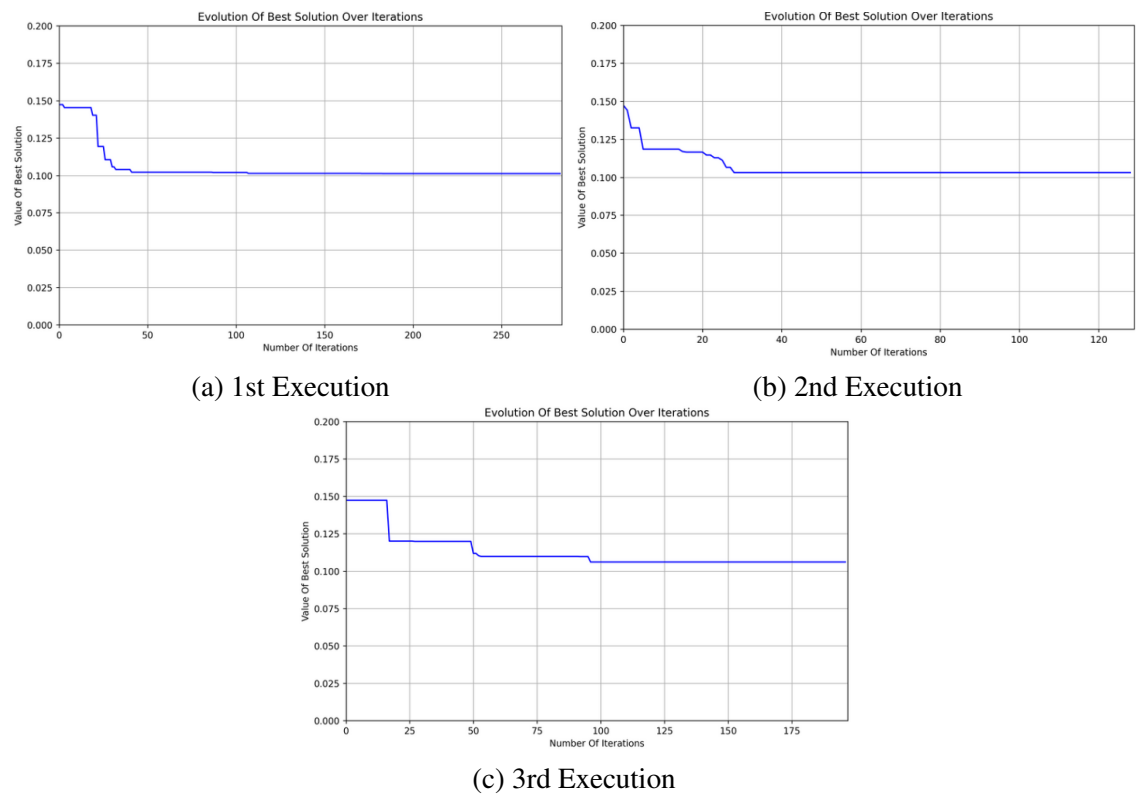 Evolution Of Best Solution Over Iterations
0.200
0.175
0.150
0.125
0.100
0.075
0.050
0.025
0.000
Value Of Best Solution
0 50 100 150 200 250
Number Of Iterations
(a) 1st Execution
Evolution Of Best Solution Over Iterations
0.200
0.175
0.150
0.125
0.100
0.075
0.050
0.025
0.000
Value Of Best Solution
0 20 40 60 80 100 120
Number Of Iterations
(b) 2nd Execution
Evolution Of Best Solution Over Iterations
0.200
0.175
0.150
0.125
0.100
0.075
0.050
0.025
0.000
Value Of Best Solution
0 25 50 75 100 125 150 175
Number Of Iterations
(c) 3rd Execution